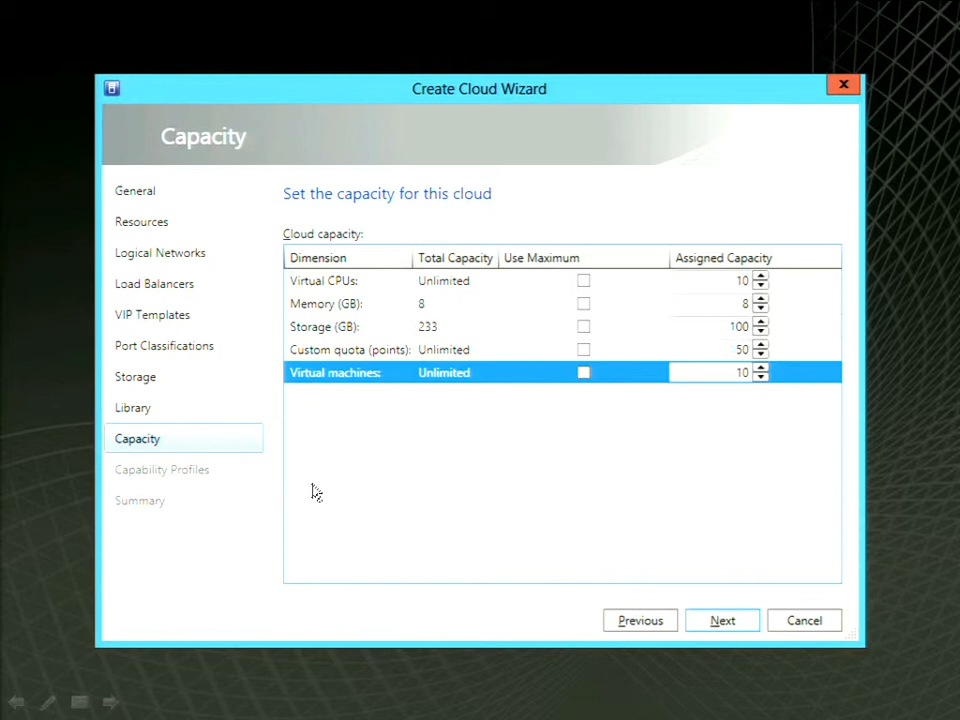 Create Cloud Wizard
x
Capacity
General
Resources
Logical Networks
Load Balancers
VIP Templates
Port Classifications
Storage
Library
Capacity
Capability Profiles
Summary
Set the capacity for this cloud
Cloud capacity:
Dimension Total Capacity Use Maximum Assigned Capacity
Virtual CPUs: Unlimited 10
Memory (GB): 8 8
Storage (GB): 233 100
Custom quota (points): Unlimited 50
Virtual machines: Unlimited 10
Previous Next Cancel